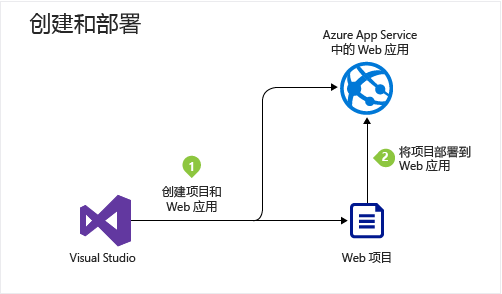 创建和部署
Azure App Service
中的 Web 应用
1
创建项目和
Web 应用
2
将项目部署到
Web 应用
Visual Studio
Web 项目